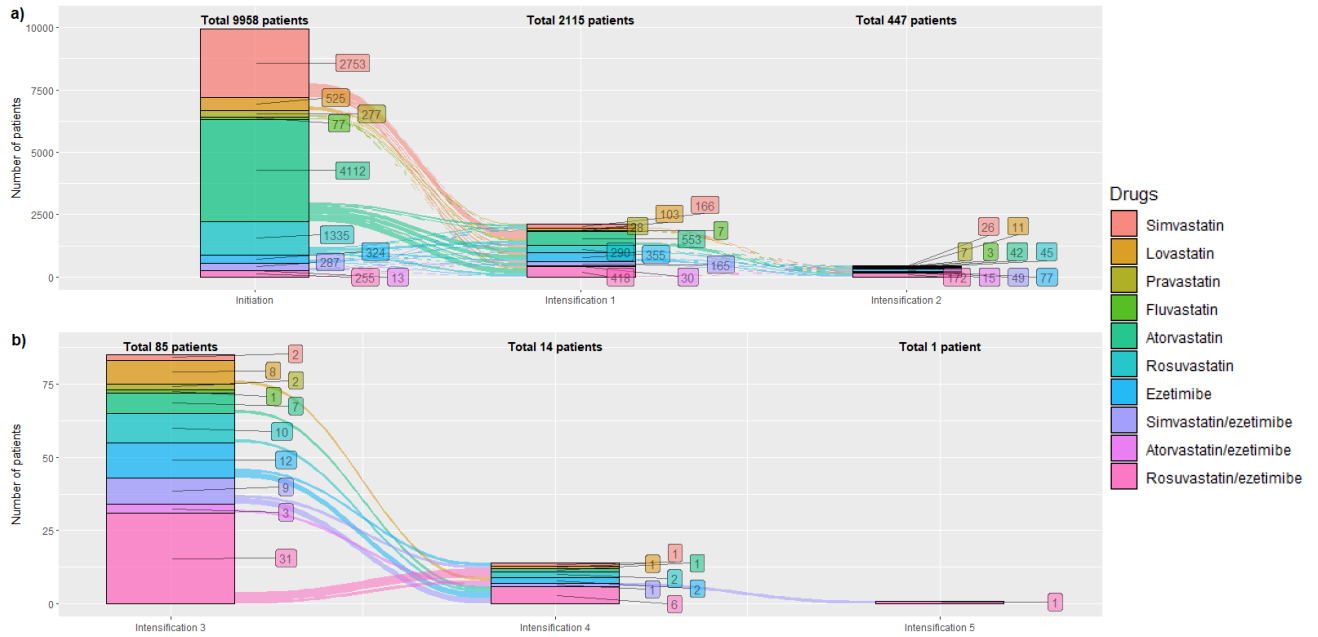 a)
Total 9958 patients
Total 2115 patients
Total 447 patients
Number of patients
10000
7500
5000
2500
0
2753
525
277
77
4112
1335
324
287
255
13
166
103
28
7
553
290
355
165
418
30
26
11
7
3
42
45
172
15
49
77
Initiation
Intensification 1
Intensification 2
b)
Total 85 patients
Total 14 patients
Total 1 patient
Number of patients
75
50
25
0
2
8
2
1
7
10
12
9
3
31
1
1
1
2
1
2
6
1
Intensification 3
Intensification 4
Intensification 5
Drugs
Simvastatin
Lovastatin
Pravastatin
Fluvastatin
Atorvastatin
Rosuvastatin
Ezetimibe
Simvastatin/ezetimibe
Atorvastatin/ezetimibe
Rosuvastatin/ezetimibe